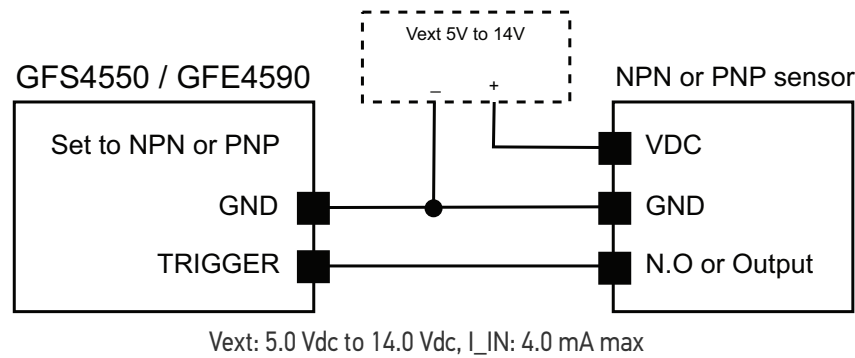 Vext 5V to 14V
GFS4550 / GFE4590
NPN or PNP sensor
– +
Set to NPN or PNP
VDC
GND
GND
TRIGGER
N.O or Output
Vext: 5.0 Vdc to 14.0 Vdc, I_IN: 4.0 mA max